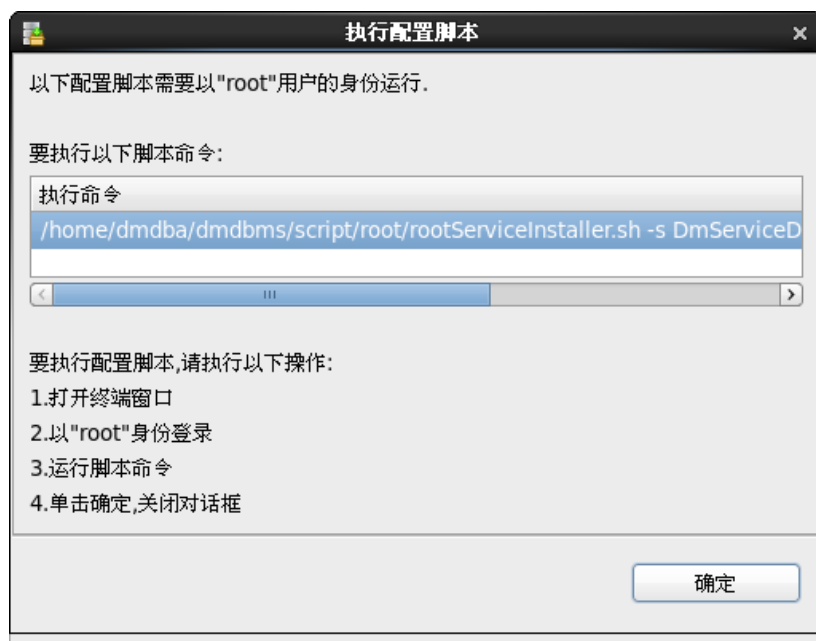 执行配置脚本
以下配置脚本需要以"root"用户的身份运行.
要执行以下脚本命令:
执行命令
/home/dmdba/dmdbms/script/root/rootServiceInstaller.sh -s DmServiceD
要执行配置脚本,请执行以下操作:
1.打开终端窗口
2.以"root"身份登录
3.运行脚本命令
4.单击确定,关闭对话框
确定